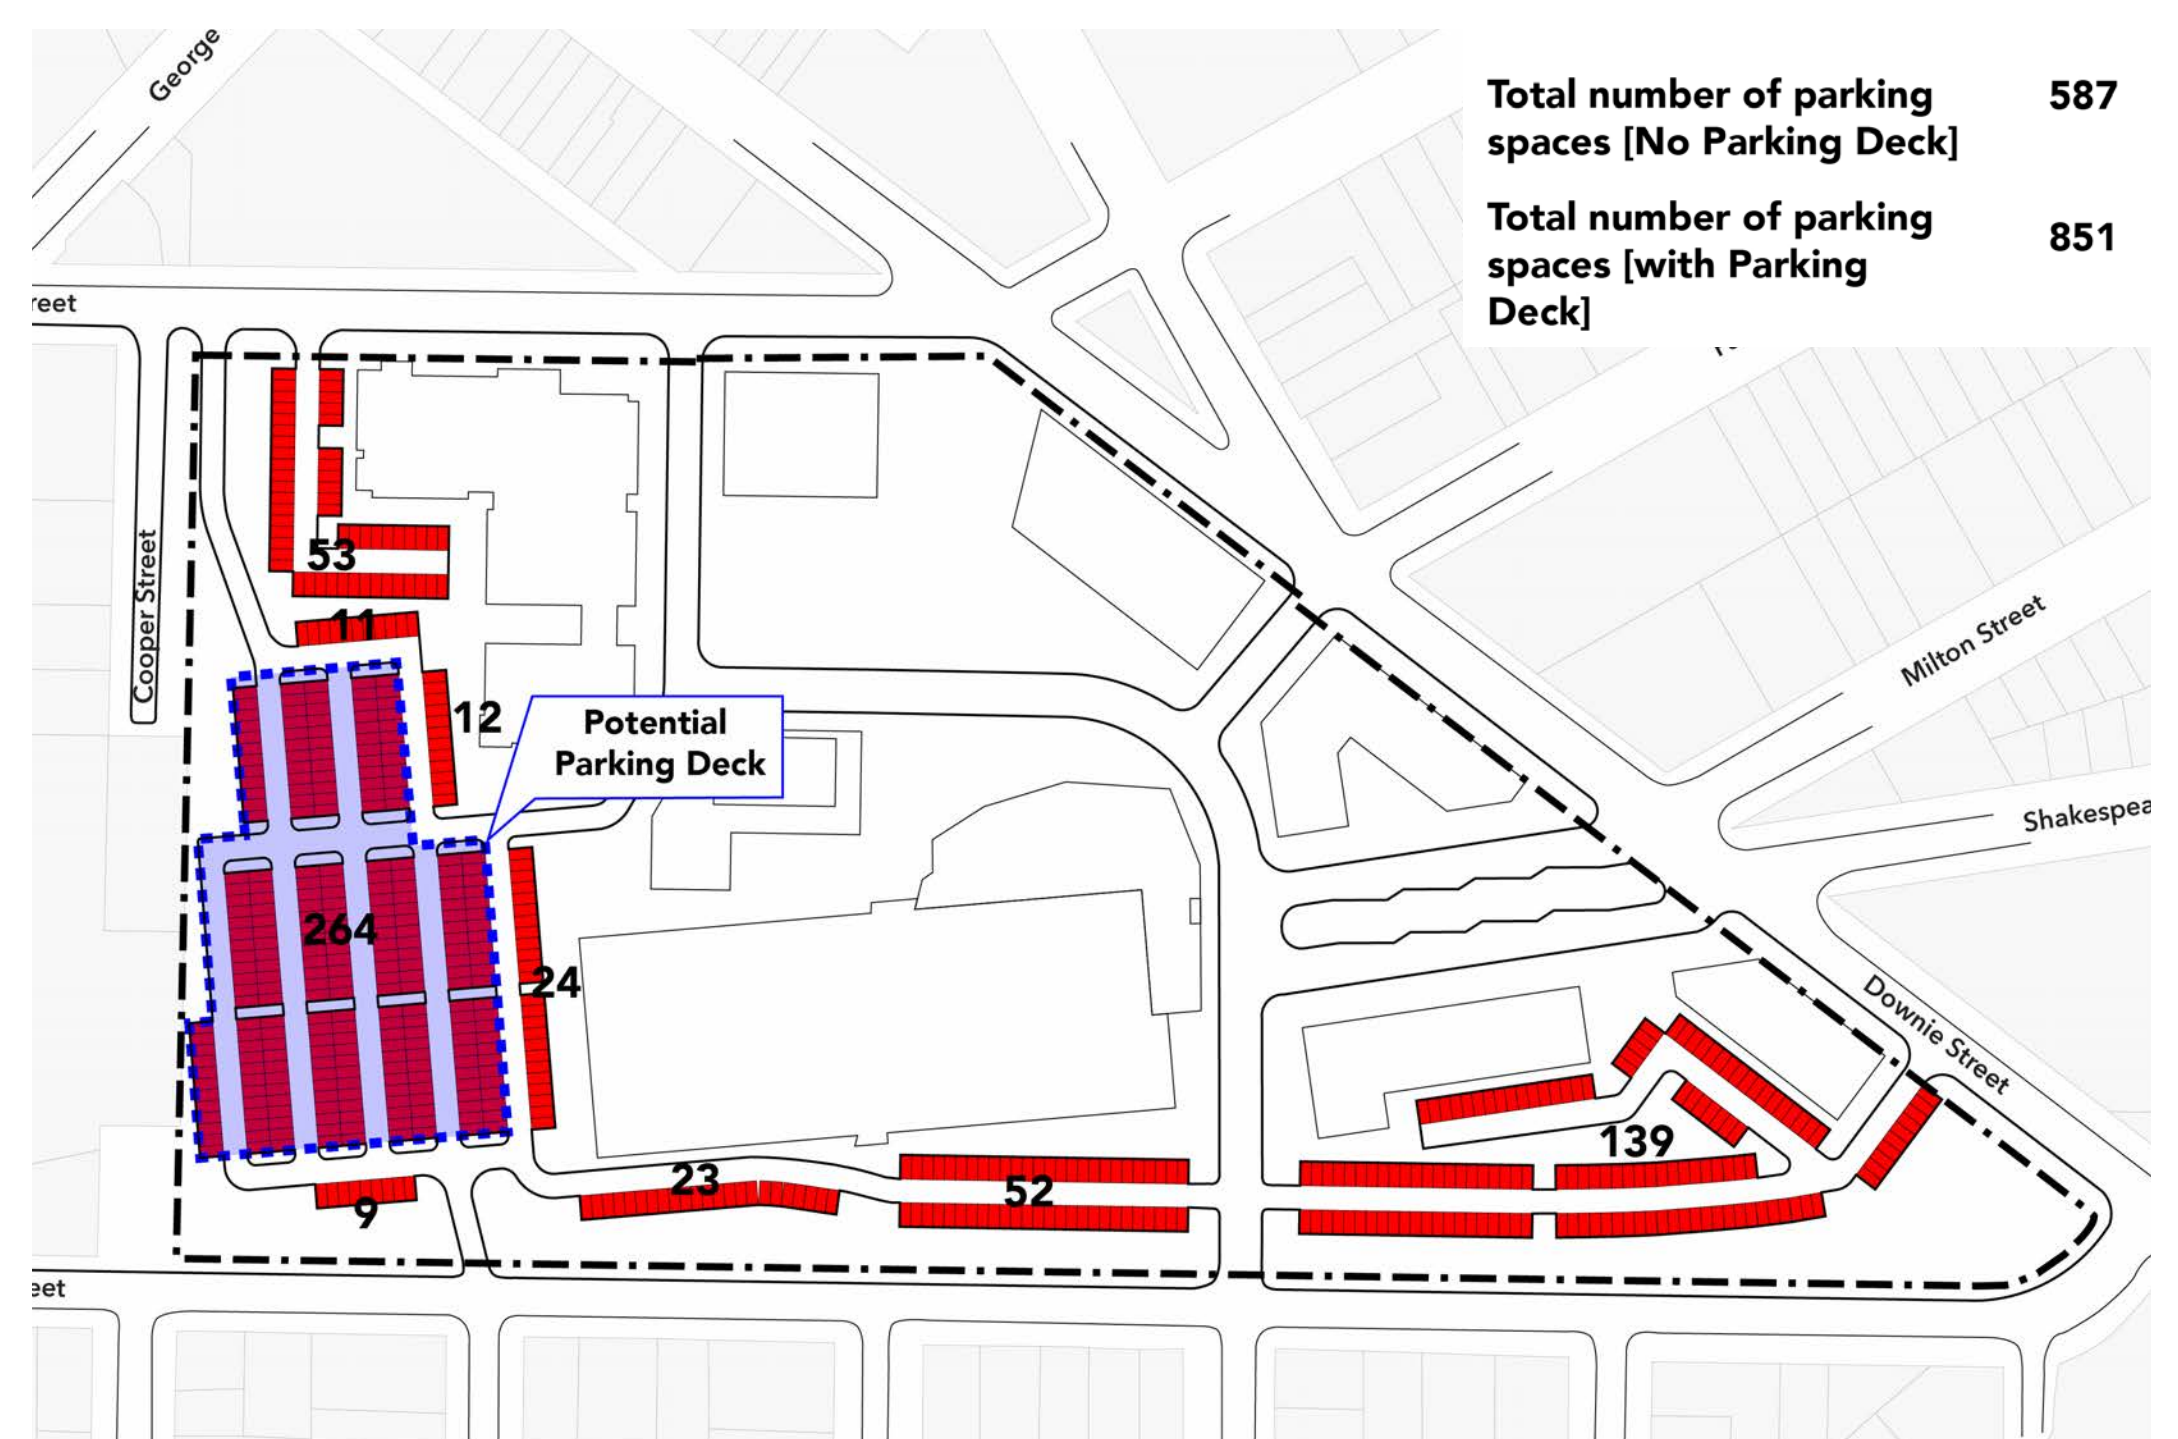 George
Total number of parking
spaces [No Parking Deck]
587
Total number of parking
spaces [with Parking
Deck]
851
reet
Cooper Street
53
11
12
Potential
Parking Deck
Milton Street
Shakespea
264
24
Downie Street
139
23
52
9
eet